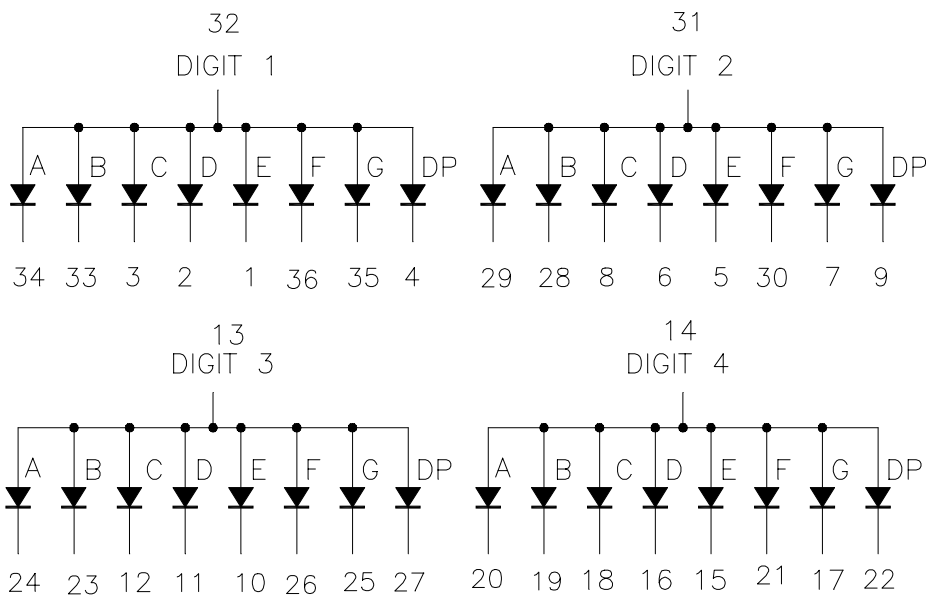 32 31
DIGIT 1 DIGIT 2
A B C D E F G DP A B C D E F G DP
34 33 3 2 1 36 35 4 29 28 8 6 5 30 7 9
13 14
DIGIT 3 DIGIT 4
A B C D E F G DP A B C D E F G DP
24 23 12 11 10 26 25 27 20 19 18 16 15 21 17 22